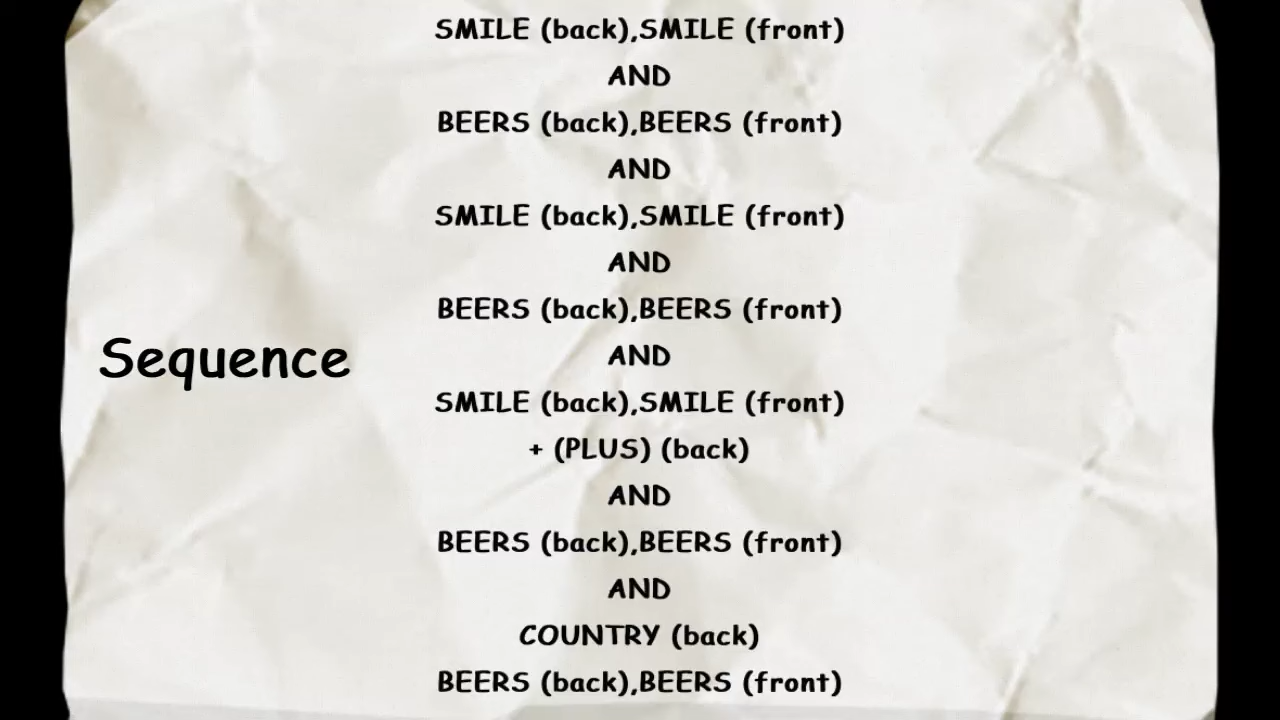 SMILE (back),SMILE (front)
AND
BEERS (back),BEERS (front)
AND
SMILE (back),SMILE (front)
AND
BEERS (back),BEERS (front)
Sequence
AND
SMILE (back),SMILE (front)
+ (PLUS) (back)
AND
BEERS (back),BEERS (front)
AND
COUNTRY (back)
BEERS (back),BEERS (front)